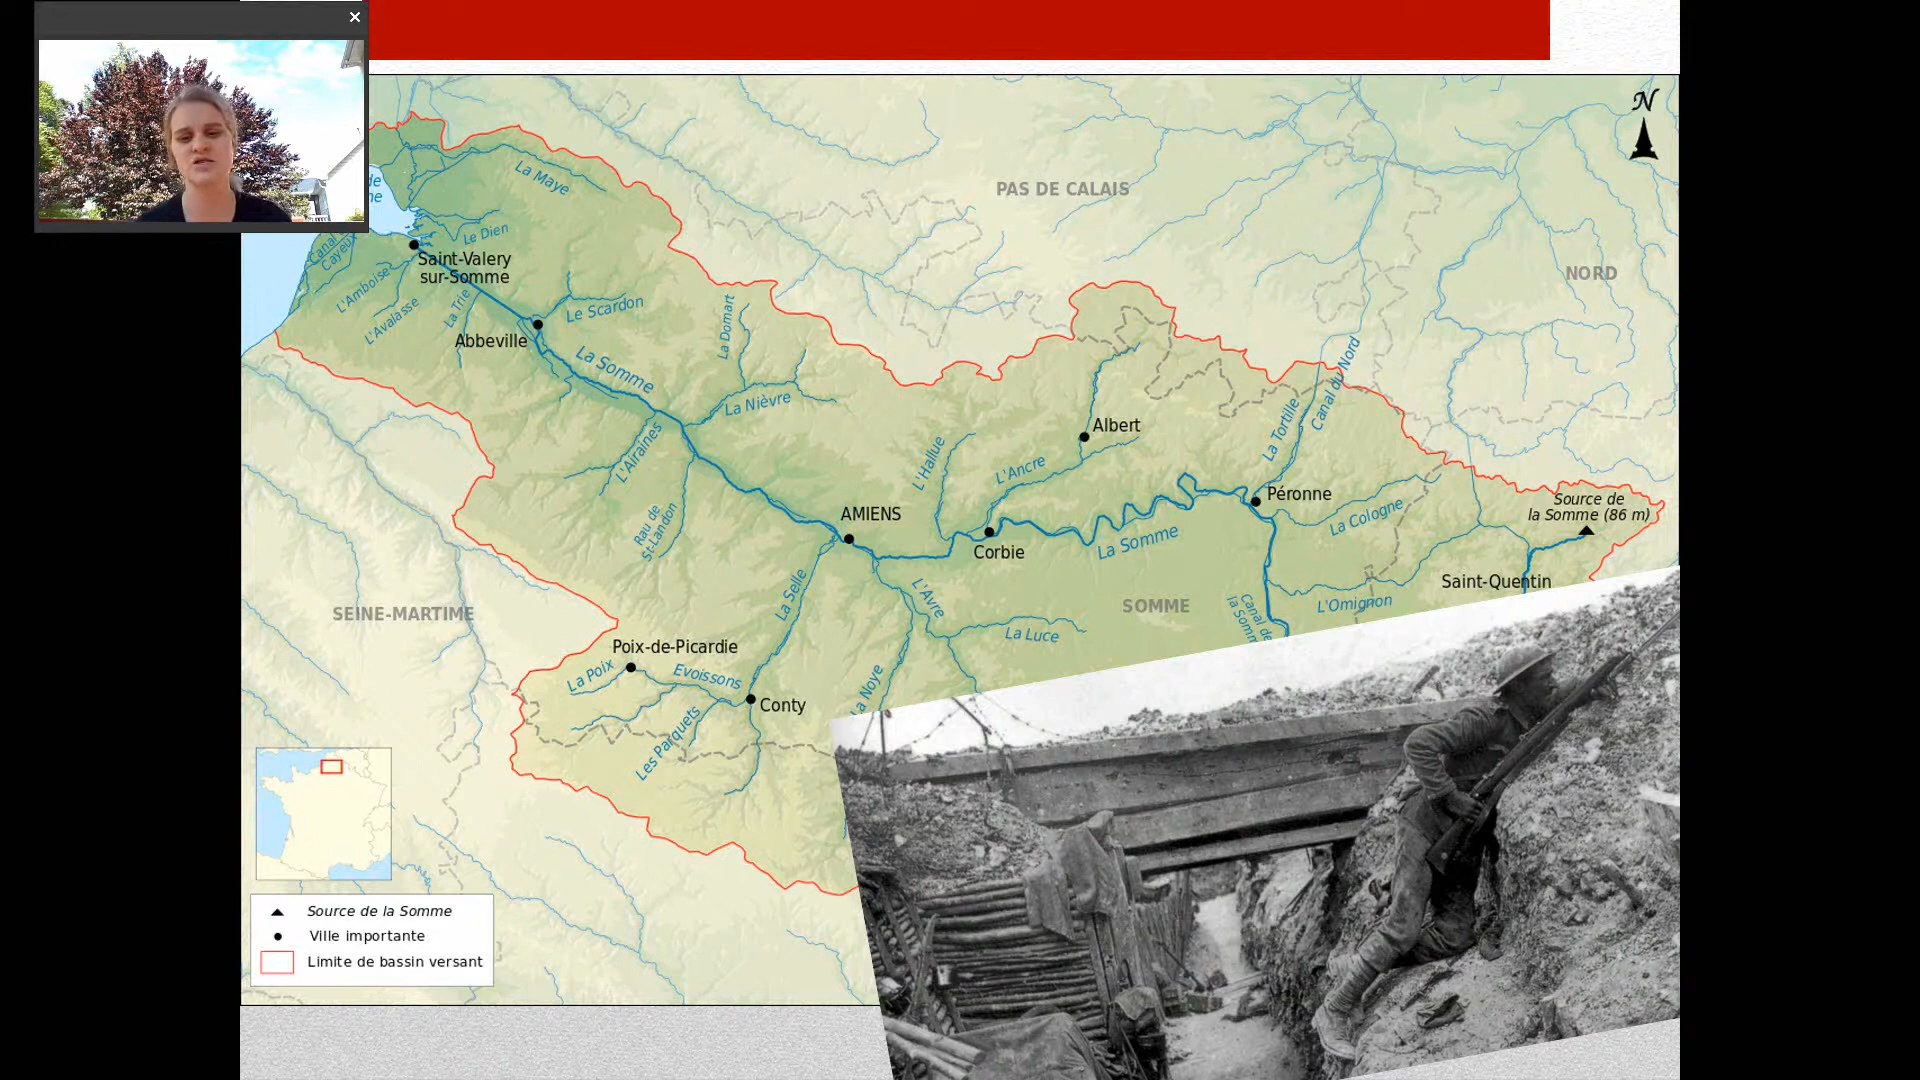 N
La Maye
PAS DE CALAIS
de
Le Dien
Canal
Cayeux
Saint-Valery
sur-Somme
NORD
L'Amboise
L'Avalasse
La Trie
Le Scardon
La Domart
Abbeville
La Somme
Canal du Nord
La Nièvre
La Tortille
Albert
L'Airaines
L'Hallue
L'Ancre
Péronne
Source de
la Somme (86 m)
AMIENS
La Cologne
Rau de
St-Landon
Corbie
La Somme
Saint-Quentin
La Selle
L'Avre
SOMME
L'Omignon
Canal de
la Somm
SEINE-MARTIME
La Luce
Poix-de-Picardie
La Poix
Evoissons
La Noye
Conty
Les Parquets
Source de la Somme
Ville importante
Limite de bassin versant